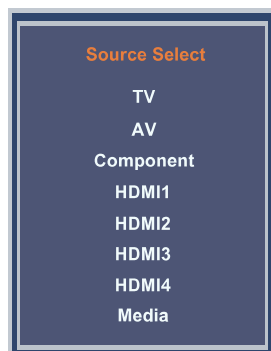 Source Select
TV
AV
Component
HDMI1
HDMI2
HDMI3
HDMI4
Media